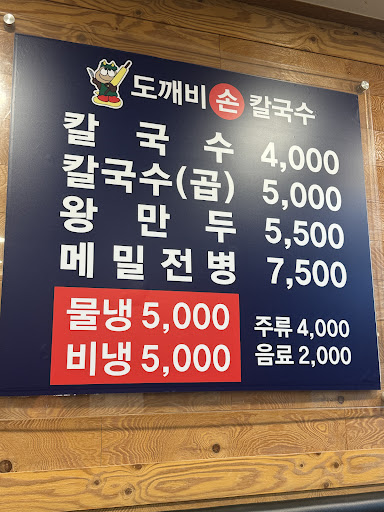 도깨비 손 칼국수
칼국수 4,000
칼국수(곱) 5,000
왕만두 5,500
메밀전병 7,500
물냉 5,000
비냉 5,000
주류 4,000
음료 2,000